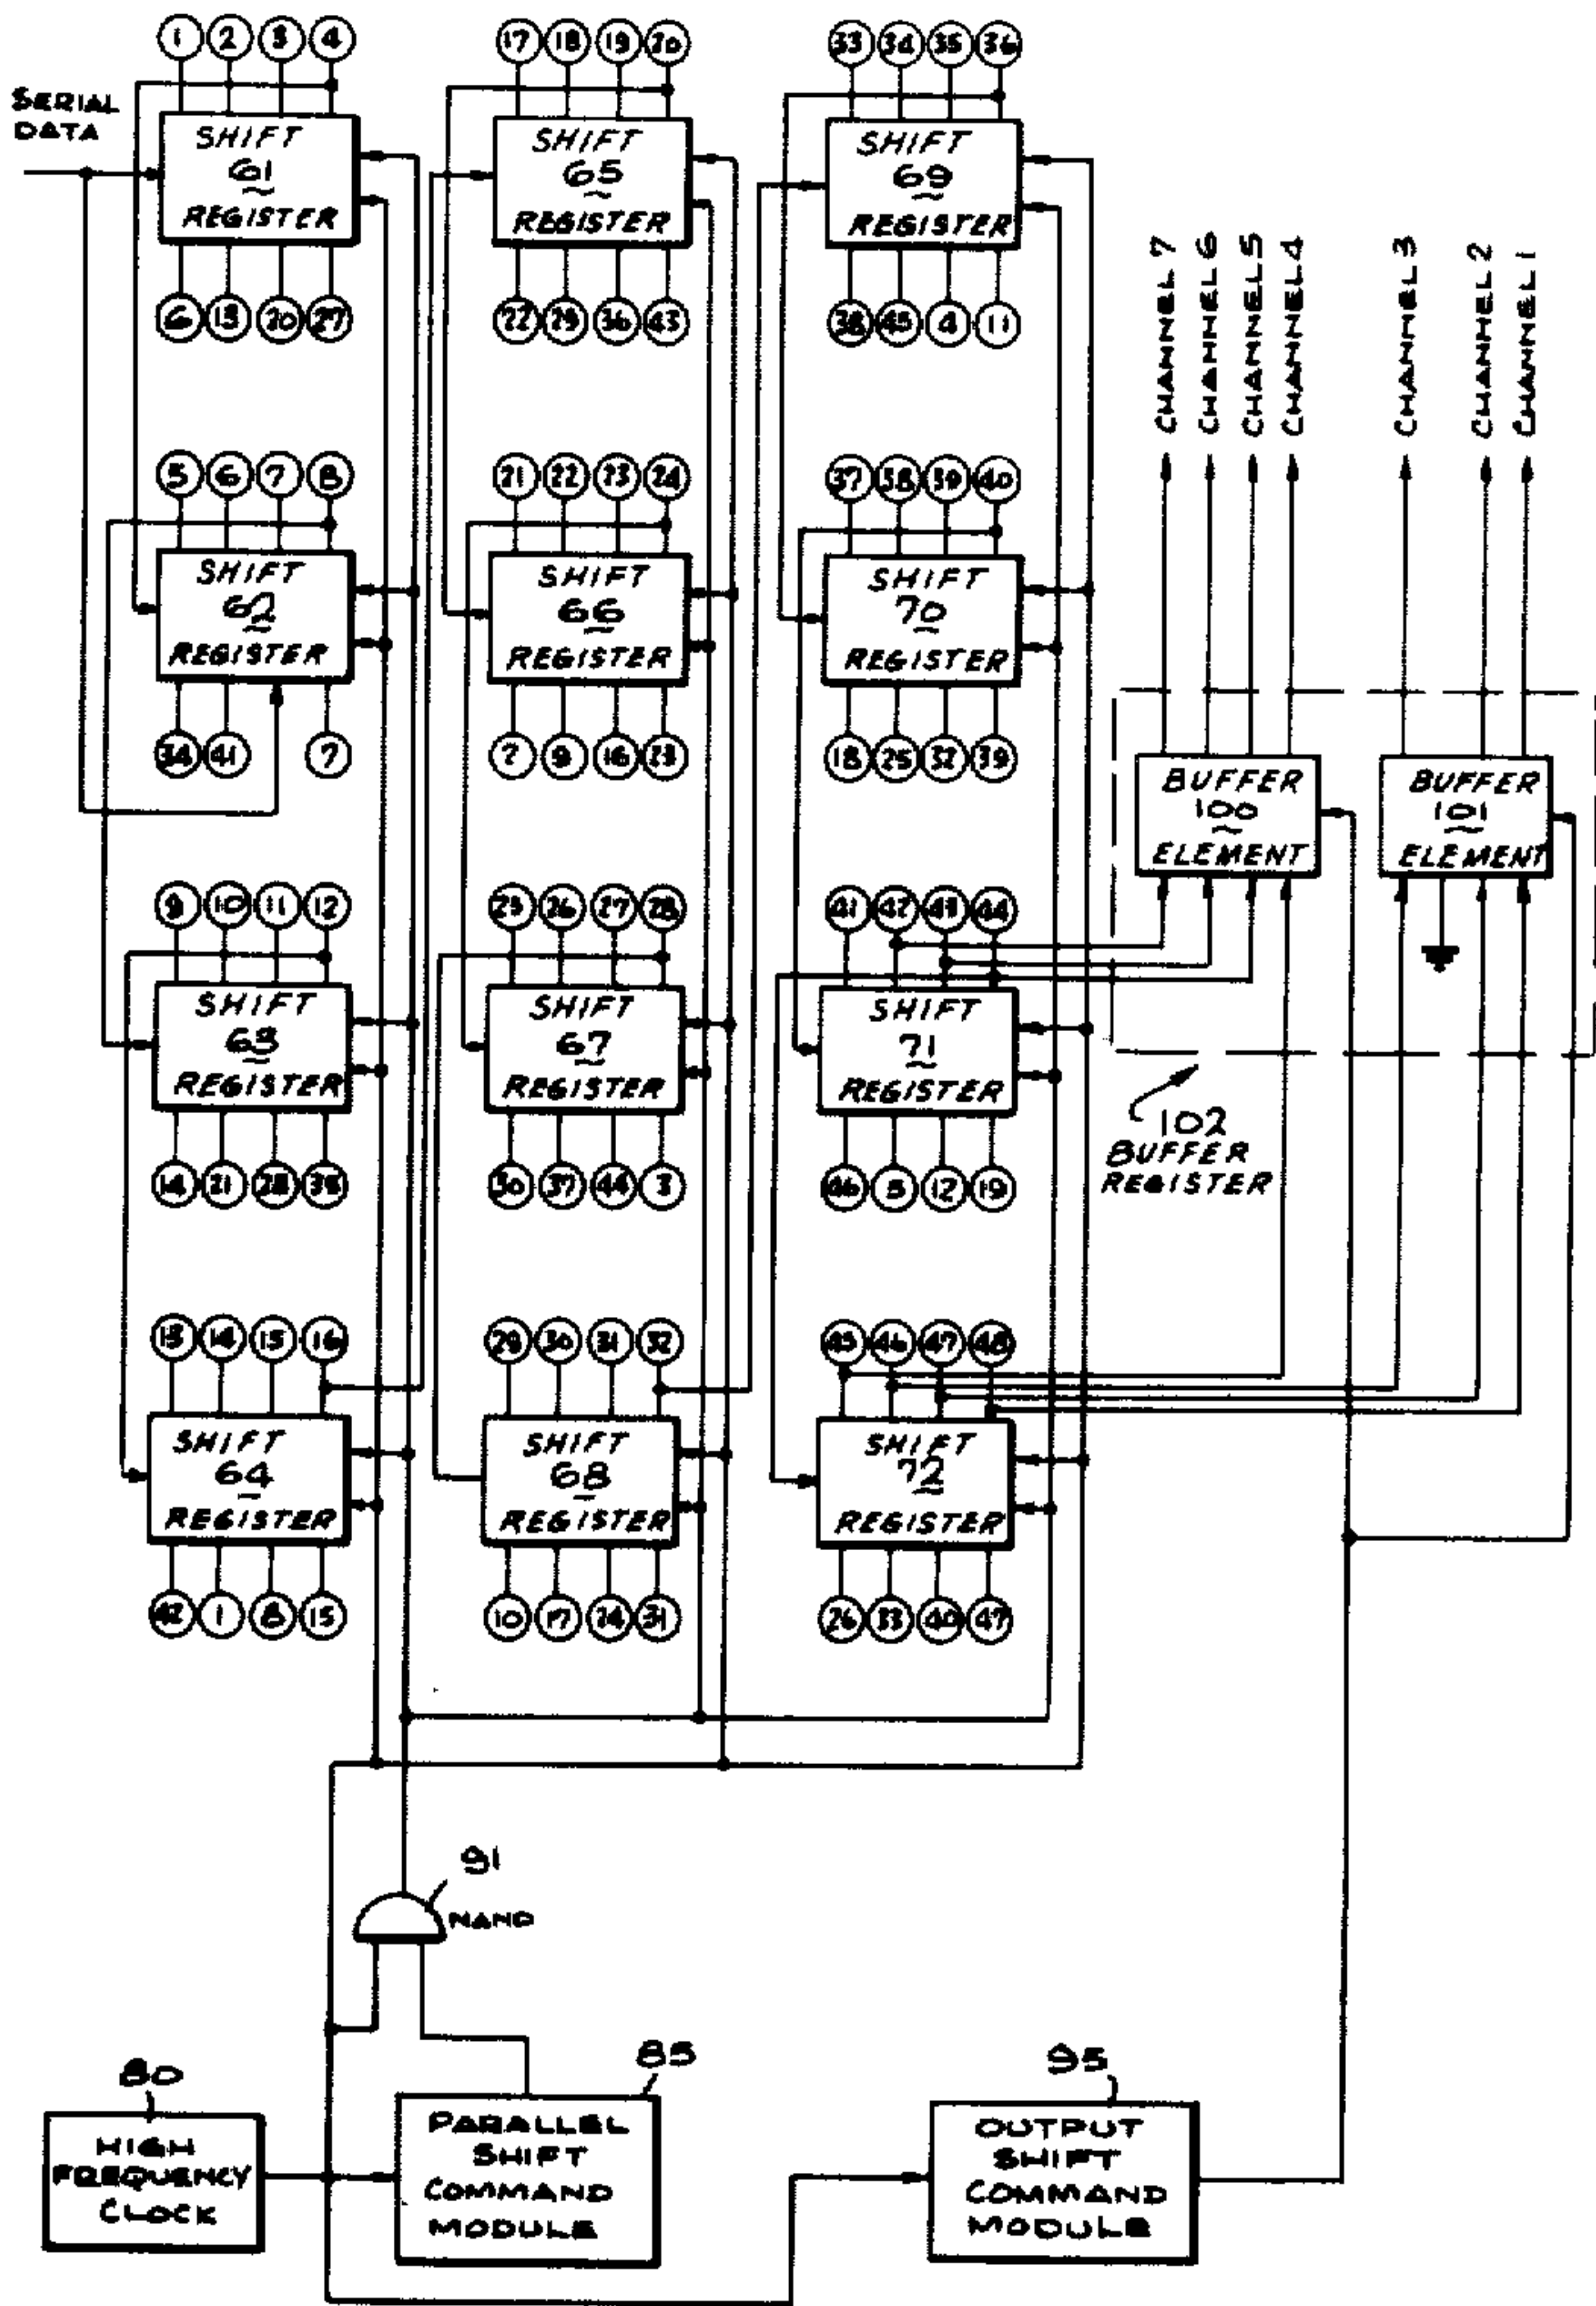 1 2 3 4
17 18 19 20
33 34 35 36
SERIAL
DATA
SHIFT
61
REGISTER
SHIFT
65
REGISTER
SHIFT
69
REGISTER
6 13 20 27
22 29 36 43
38 45 4 11
CHANNEL 7
CHANNEL 6
CHANNEL 5
CHANNEL 4
CHANNEL 3
CHANNEL 2
CHANNEL 1
5 6 7 8
21 22 23 24
37 38 39 40
SHIFT
62
REGISTER
SHIFT
66
REGISTER
SHIFT
70
REGISTER
34 41 7
2 9 16 23
18 25 32 39
BUFFER
100
ELEMENT
BUFFER
101
ELEMENT
9 10 11 12
25 26 27 28
41 42 43 44
SHIFT
63
REGISTER
SHIFT
67
REGISTER
SHIFT
71
REGISTER
14 21 28 35
30 37 44 3
46 5 12 19
102
BUFFER
REGISTER
13 14 15 16
29 30 31 32
45 46 47 48
SHIFT
64
REGISTER
SHIFT
68
REGISTER
SHIFT
72
REGISTER
42 1 8 15
10 17 24 31
26 33 40 47
91
NAND
80
HIGH
FREQUENCY
CLOCK
85
PARALLEL
SHIFT
COMMAND
MODULE
95
OUTPUT
SHIFT
COMMAND
MODULE